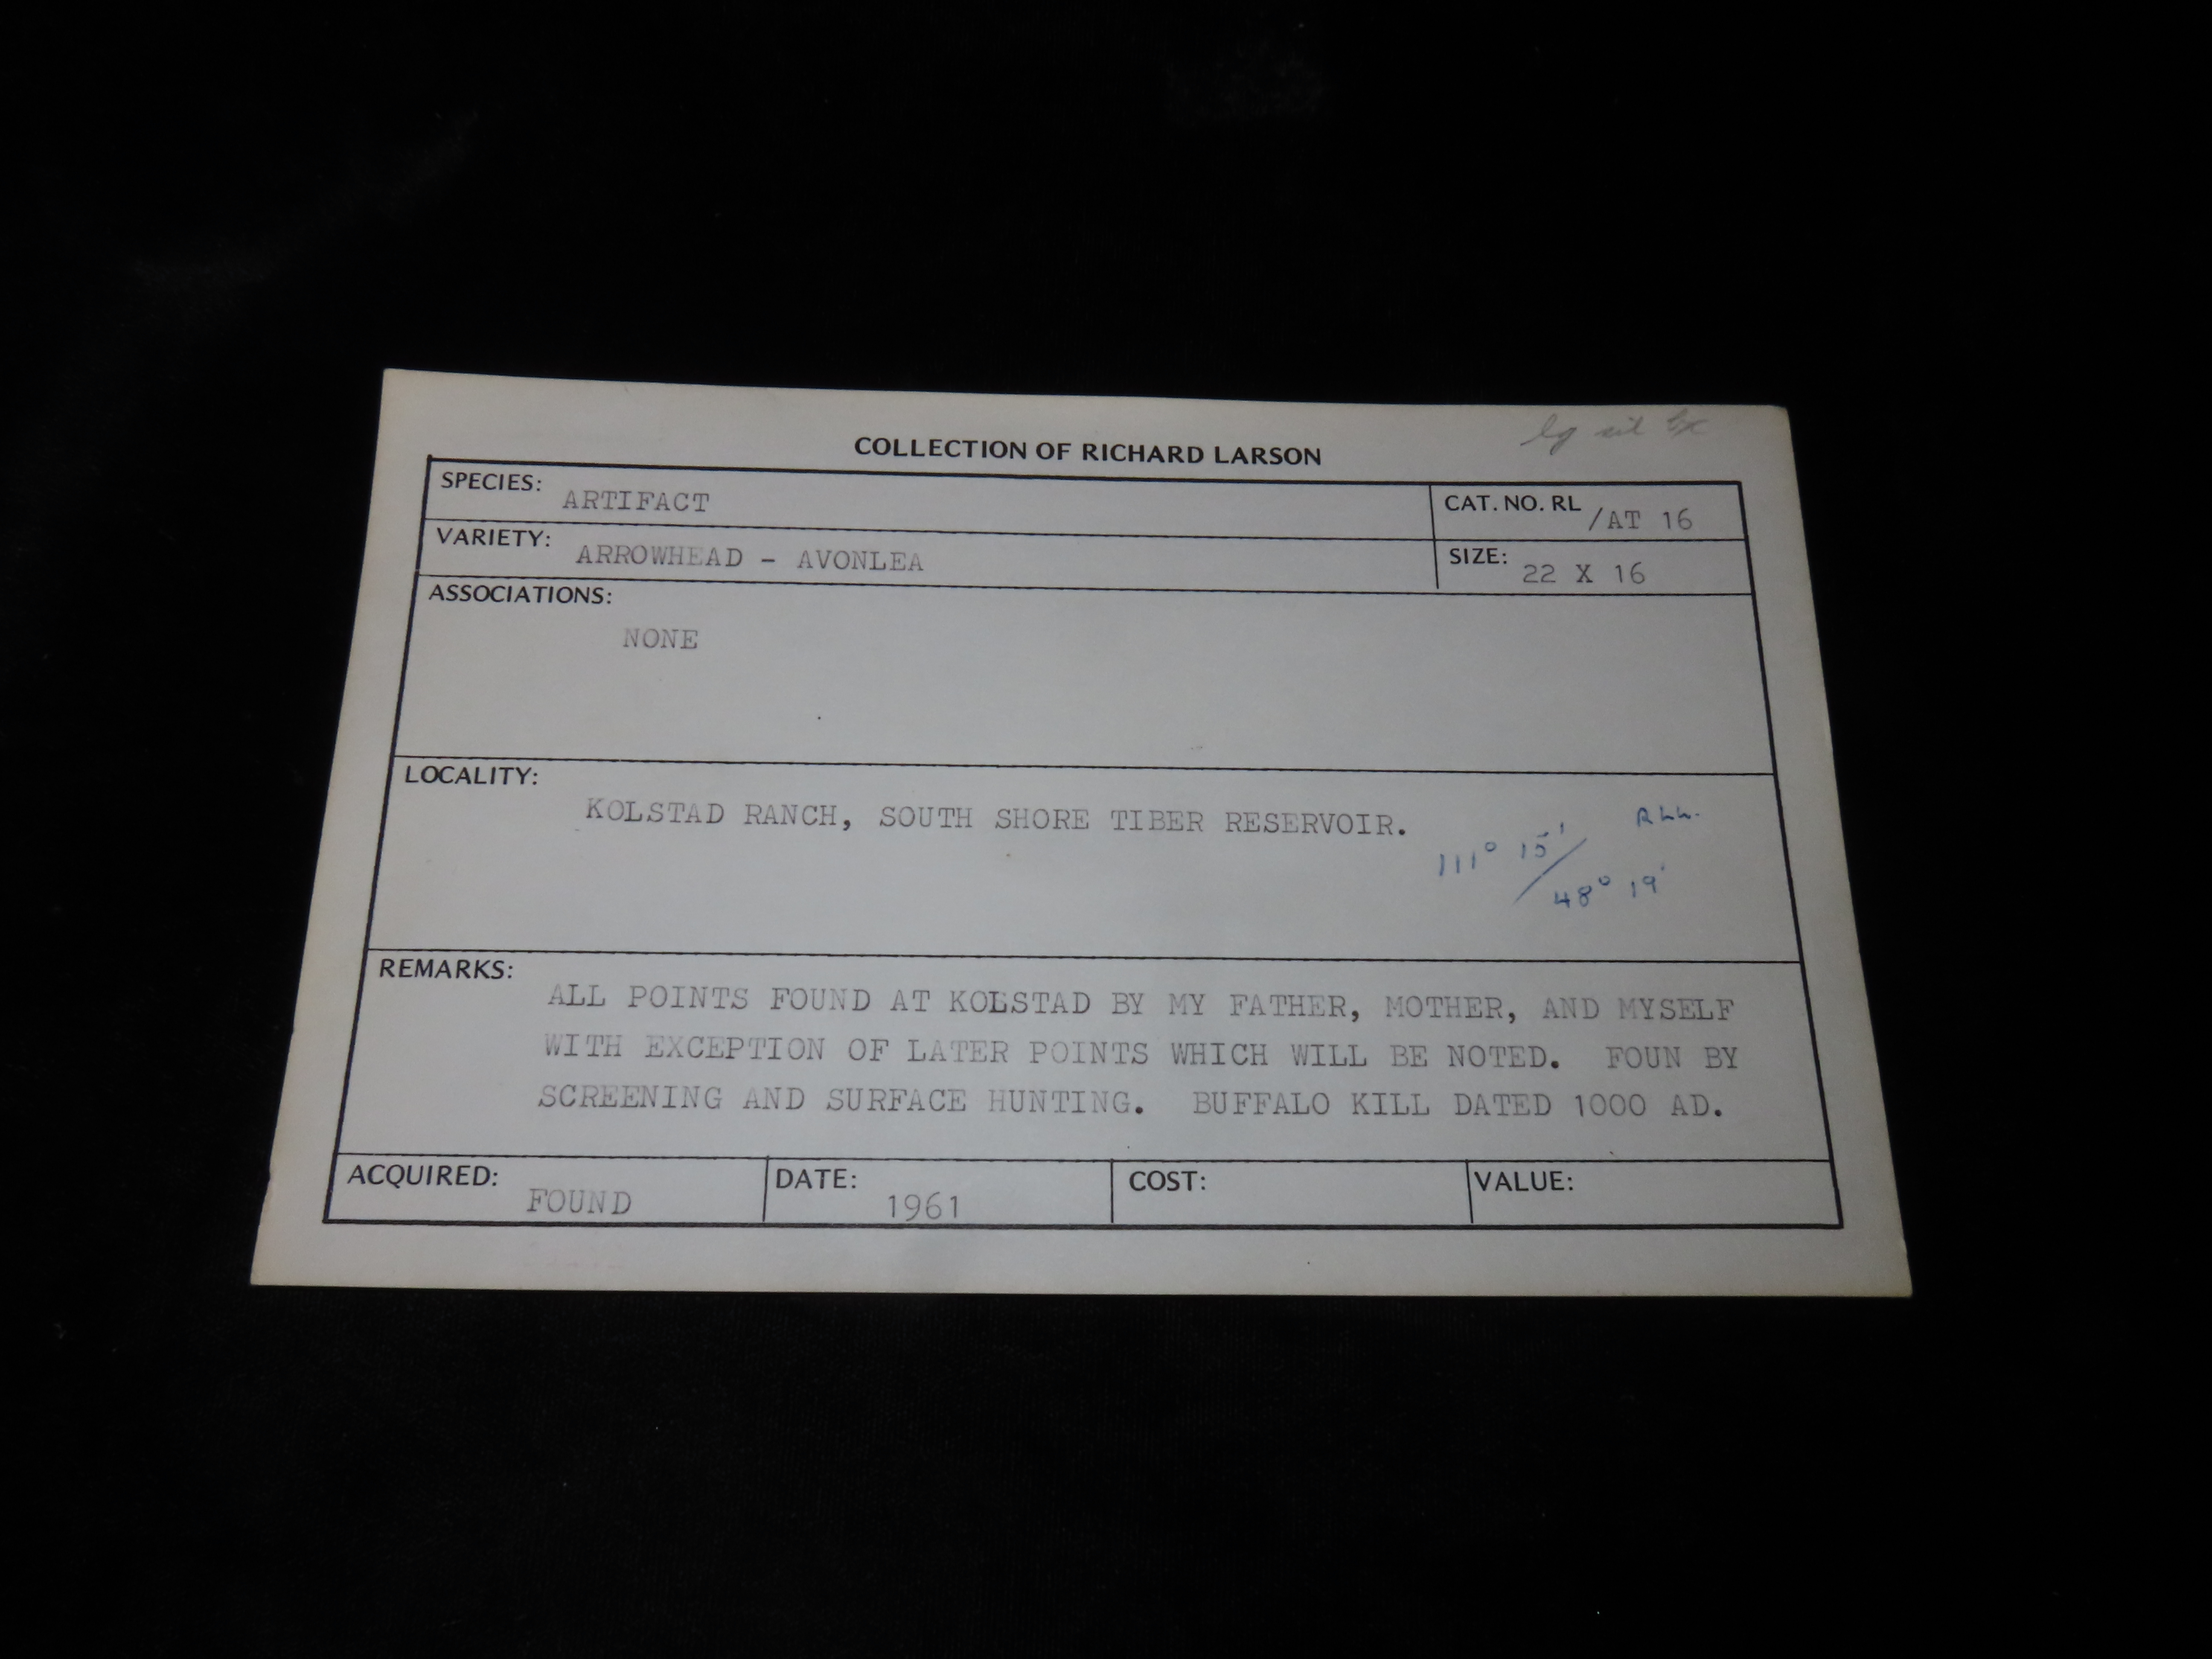 COLLECTION OF RICHARD LARSON
SPECIES: ARTIFACT
CAT. NO. RL /AT 16
VARIETY: ARROWHEAD - AVONLEA
SIZE: 22 X 16
ASSOCIATIONS:
NONE
LOCALITY:
KOLSTAD RANCH, SOUTH SHORE TIBER RESERVOIR.
111° 15' /
48° 19'
REMARKS:
ALL POINTS FOUND AT KOLSTAD BY MY FATHER, MOTHER, AND MYSELF
WITH EXCEPTION OF LATER POINTS WHICH WILL BE NOTED. FOUN BY
SCREENING AND SURFACE HUNTING. BUFFALO KILL DATED 1000 AD.
ACQUIRED: FOUND
DATE: 1961
COST:
VALUE: